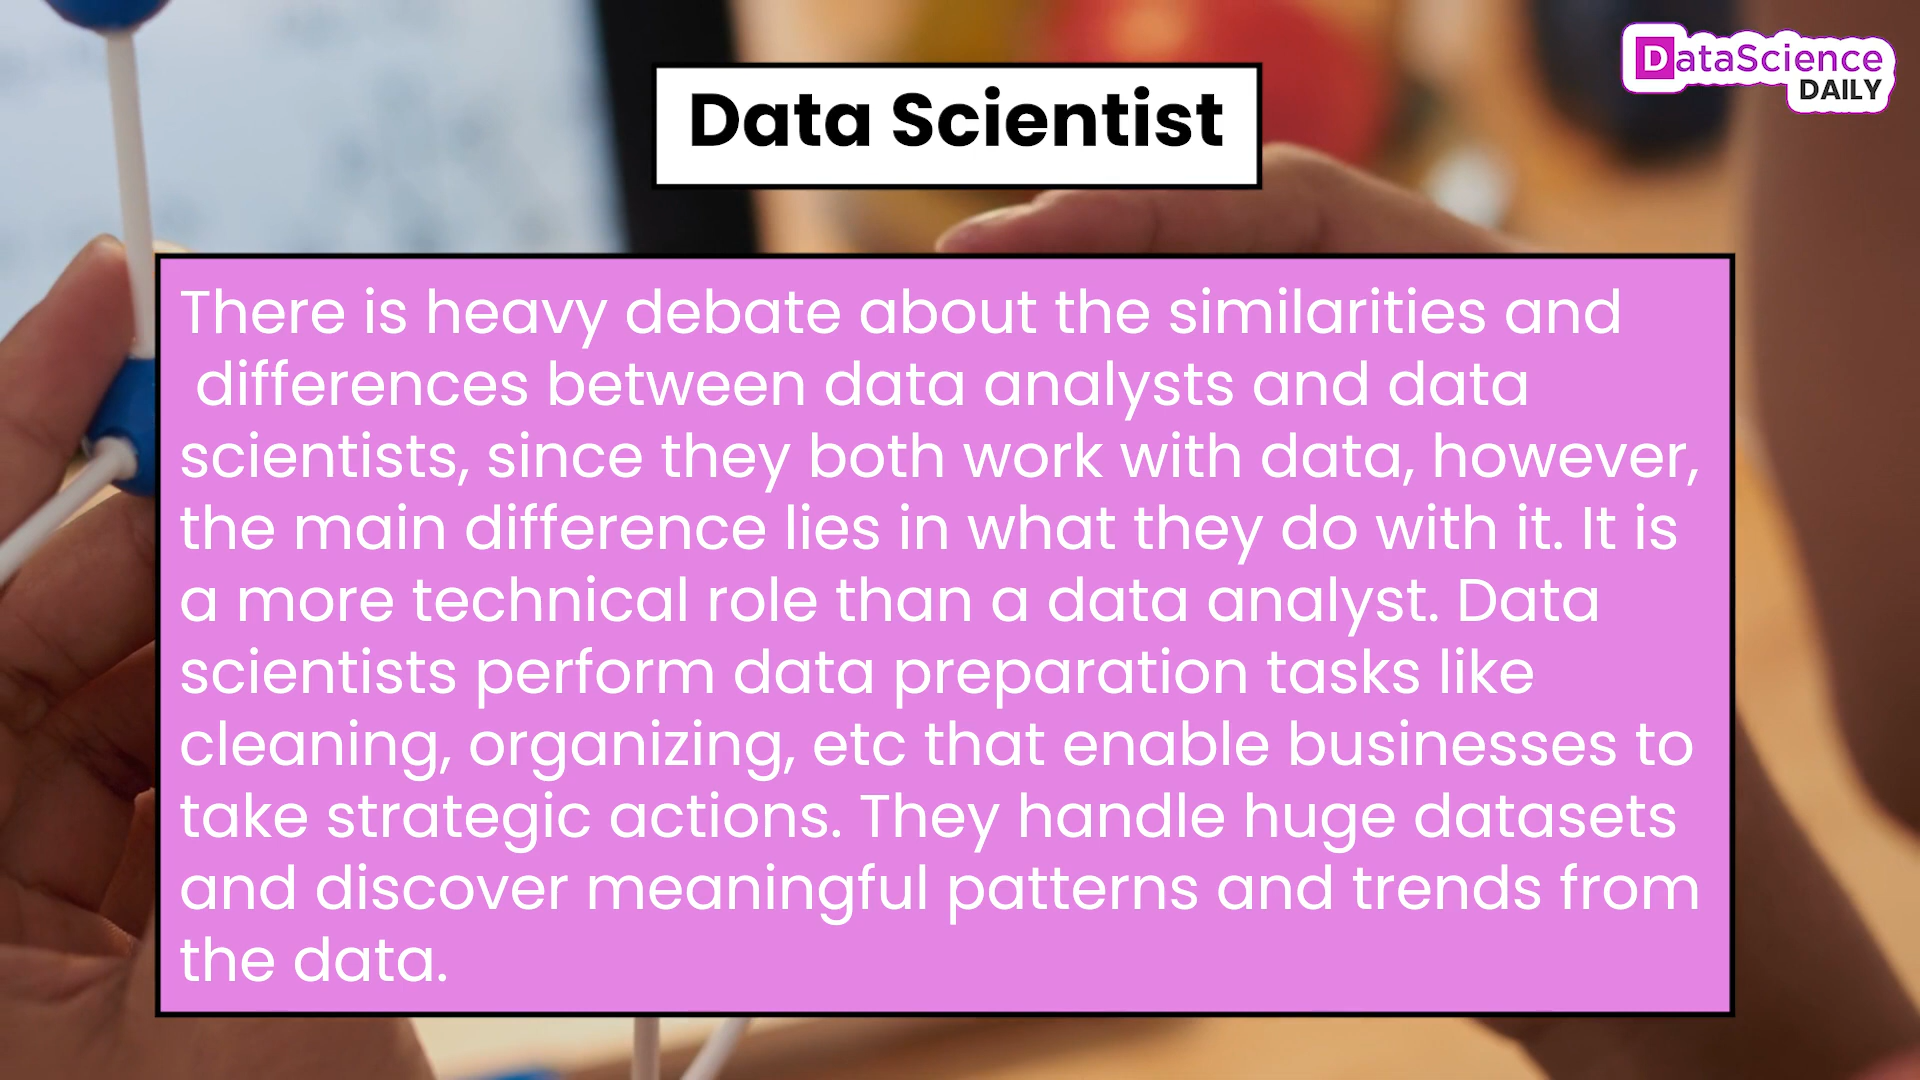 DataScience
DAILY
Data Scientist
There is heavy debate about the similarities and
differences between data analysts and data
scientists, since they both work with data, however,
the main difference lies in what they do with it. It is
a more technical role than a data analyst. Data
scientists perform data preparation tasks like
cleaning, organizing, etc that enable businesses to
take strategic actions. They handle huge datasets
and discover meaningful patterns and trends from
the data.